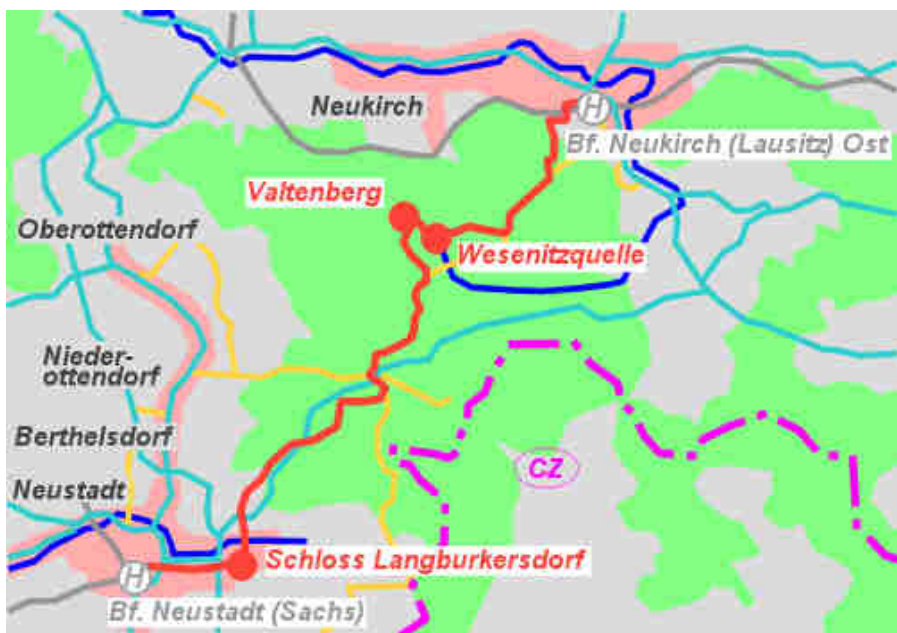 Neukirch
H
Bf. Neukirch (Lausitz) Ost
Valtenberg
Oberottendorf
Wesenitzquelle
Nieder-
ottendorf
Berthelsdorf
CZ
Neustadt
Schloss Langburkersdorf
H
Bf. Neustadt (Sachs)